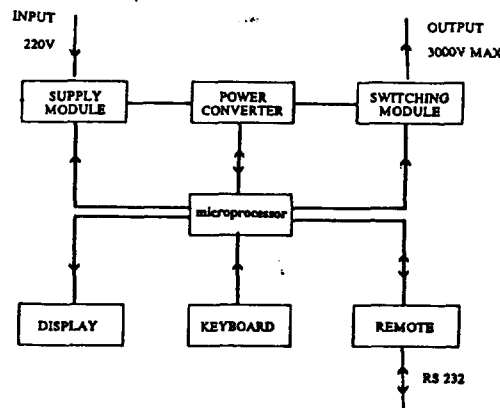 INPUT
220V
OUTPUT
3000V MAX
SUPPLY
MODULE
POWER
CONVERTER
SWITCHING
MODULE
microprocessor
DISPLAY
KEYBOARD
REMOTE
RS 232